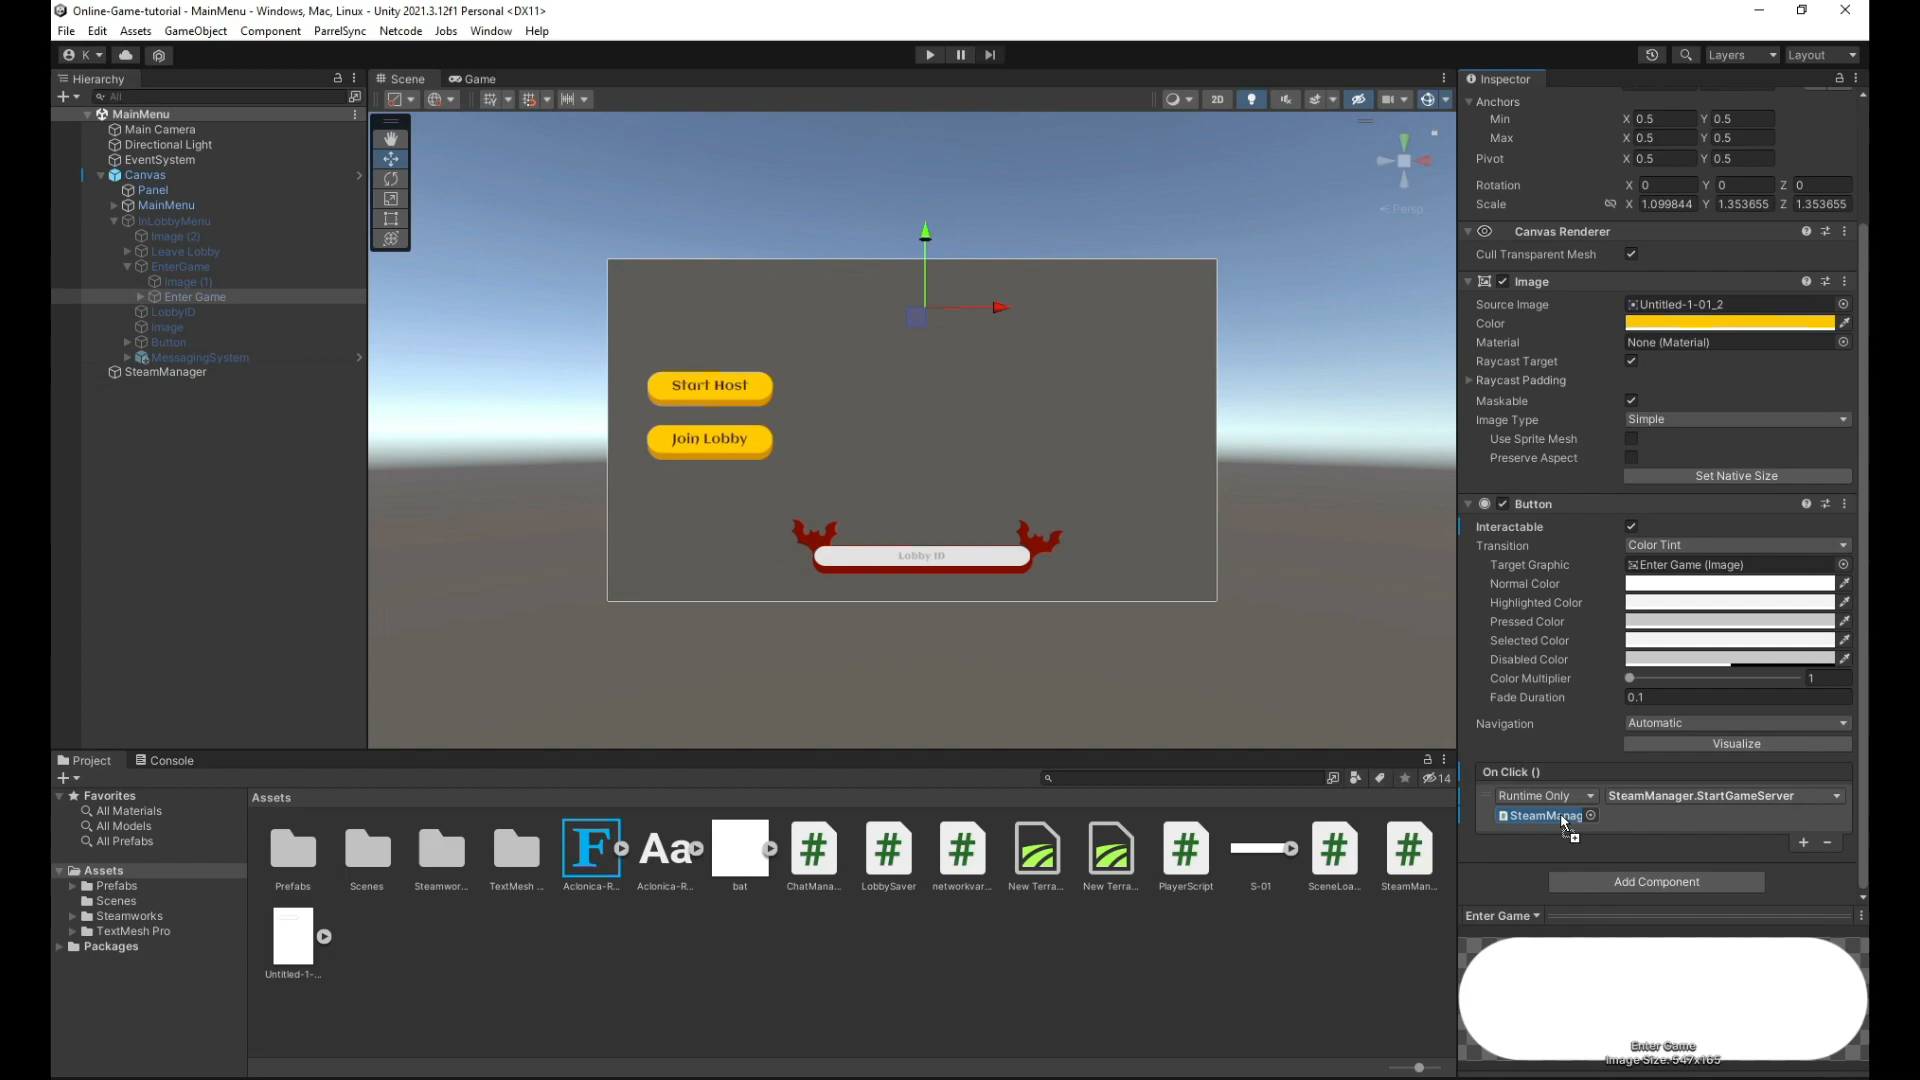 Online-Game-tutorial - MainMenu - Windows, Mac, Linux - Unity 2021.3.12f1 Personal <DX11>
File Edit Assets GameObject Component ParrelSync Netcode Jobs Window Help
K
Layers Layout
Hierarchy
All
MainMenu
Main Camera
Directional Light
EventSystem
Canvas
Panel
MainMenu
InLobbyMenu
Image (2)
Leave Lobby
EnterGame
Image (1)
Enter Game
LobbyID
Image
Button
MessagingSystem
SteamManager
Scene Game
2D
Persp
Start Host
Join Lobby
Lobby ID
Inspector
Anchors
Min X 0.5 Y 0.5
Max X 0.5 Y 0.5
Pivot X 0.5 Y 0.5
Rotation X 0 Y 0 Z 0
Scale X 1.099844 Y 1.353655 Z 1.353655
Canvas Renderer
Cull Transparent Mesh
Image
Source Image Untitled-1-01_2
Color
Material None (Material)
Raycast Target
Raycast Padding
Maskable
Image Type Simple
Use Sprite Mesh
Preserve Aspect
Set Native Size
Button
Interactable
Transition Color Tint
Target Graphic Enter Game (Image)
Normal Color
Highlighted Color
Pressed Color
Selected Color
Disabled Color
Color Multiplier 1
Fade Duration 0.1
Navigation Automatic
Visualize
On Click ()
Runtime Only SteamManager.StartGameServer
SteamManag
Add Component
Enter Game
Enter Game
Image Size: 547x165
Project Console
14
Favorites
All Materials
All Models
All Prefabs
Assets
Prefabs
Scenes
Steamworks
TextMesh Pro
Packages
Assets
Prefabs Scenes Steamwor... TextMesh ... Aclonica-R... Aclonica-R... bat ChatMana... LobbySaver networkvar... New Terra... New Terra... PlayerScript S-01 SceneLoa... SteamMan...
Untitled-1-...